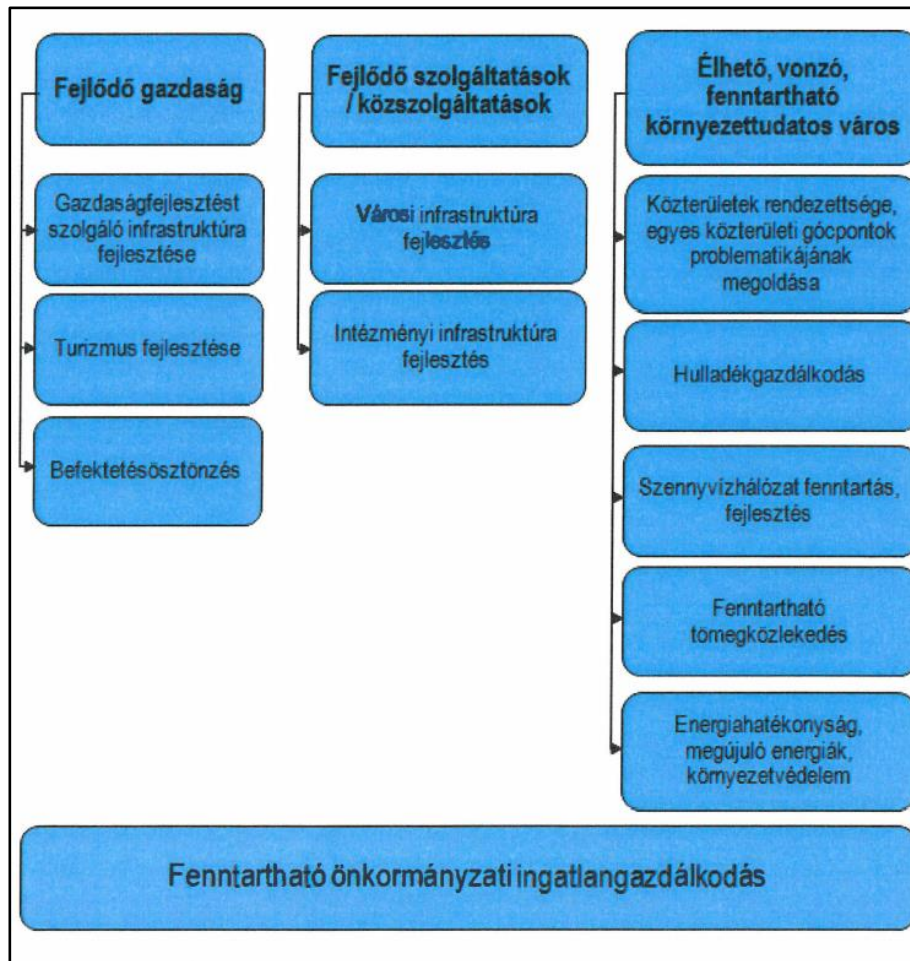 Fejlődő gazdaság
Gazdaságfejlesztést
szolgáló infrastruktúra
fejlesztése
Turizmus fejlesztése
Befektetésösztönzés
Fejlődő szolgáltatások
/ közszolgáltatások
Városi infrastruktúra
fejlesztés
Intézményi infrastruktúra
fejlesztés
Élhető, vonzó,
fenntartható
környezettudatos város
Közterületek rendezettsége,
egyes közterületi gócpontok
problematikájának
megoldása
Hulladékgazdálkodás
Szennyvízhálózat fenntartás,
fejlesztés
Fenntartható
tömegközlekedés
Energiahatékonyság,
megújuló energiák,
környezetvédelem
Fenntartható önkormányzati ingatlangazdálkodás